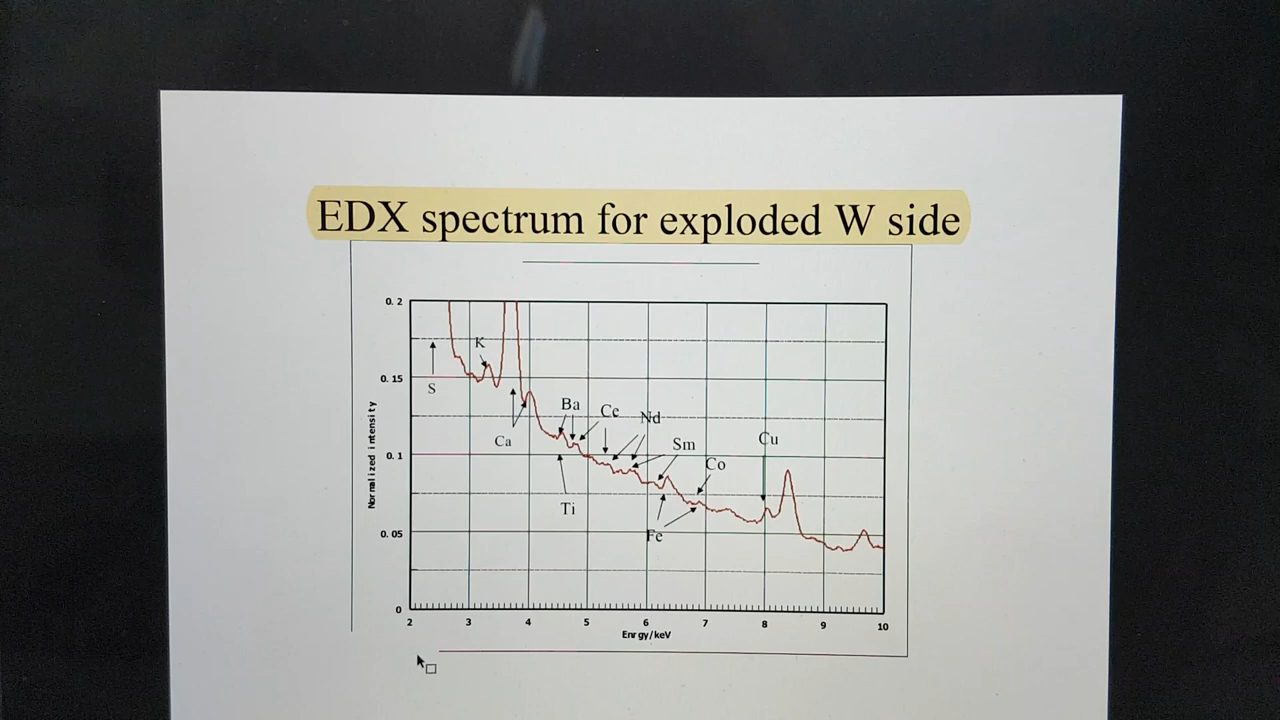 EDX spectrum for exploded W side
0. 2
K
0. 15
S
Ba
Ce
Nd
Ca
Cu
Sm
0. 1
Co
Ti
0. 05
Fe
0
2 3 4 5 6 7 8 9 10
Enrgy/keV
Normalized intensity